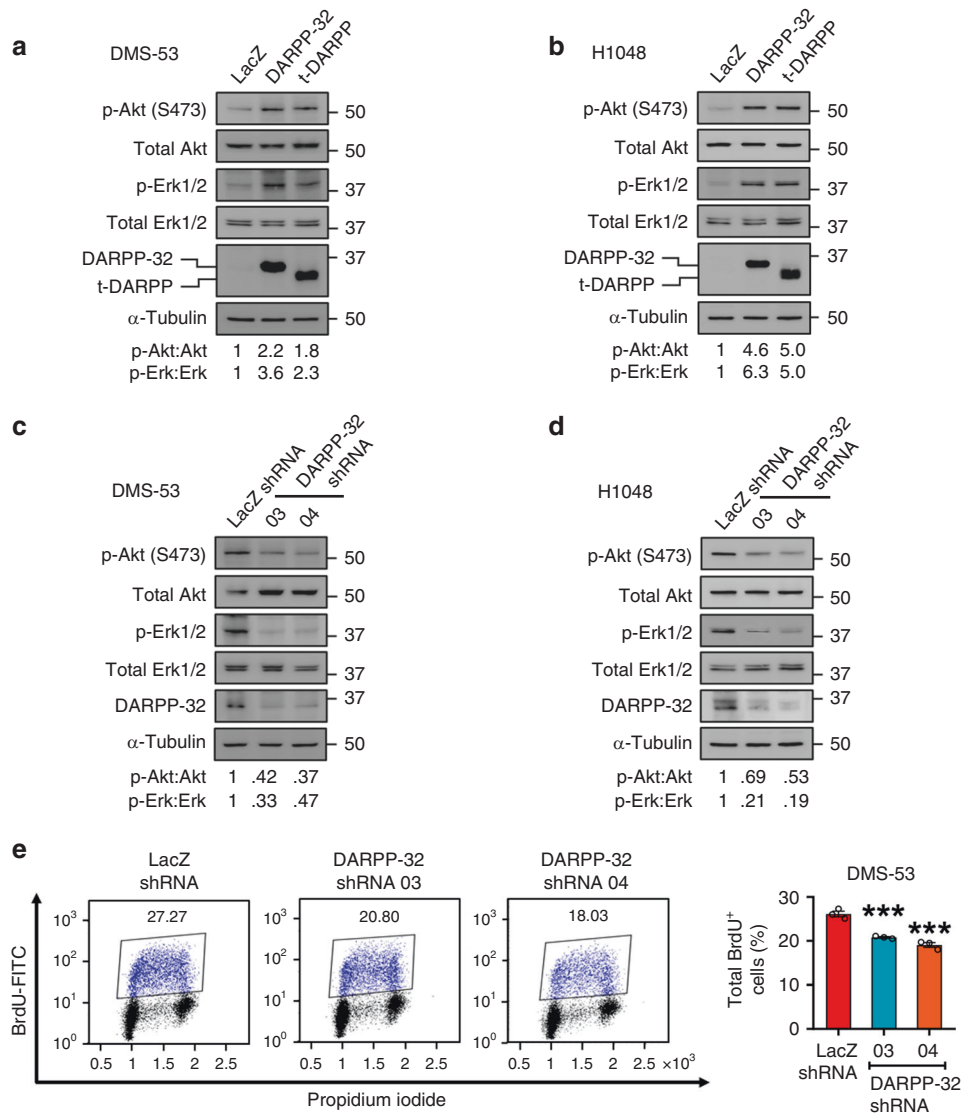 a
DMS-53
LacZ
DARPP-32
t-DARPP
p-Akt (S473)
50
Total Akt
50
p-Erk1/2
37
Total Erk1/2
37
DARPP-32
37
t-DARPP
α-Tubulin
50
p-Akt:Akt 1 2.2 1.8
p-Erk:Erk 1 3.6 2.3
b
H1048
LacZ
DARPP-32
t-DARPP
p-Akt (S473)
50
Total Akt
50
p-Erk1/2
37
Total Erk1/2
37
DARPP-32
37
t-DARPP
α-Tubulin
50
p-Akt:Akt 1 4.6 5.0
p-Erk:Erk 1 6.3 5.0
c
DMS-53
LacZ shRNA
DARPP-32
shRNA
03 04
p-Akt (S473)
50
Total Akt
50
p-Erk1/2
37
Total Erk1/2
37
DARPP-32
37
α-Tubulin
50
p-Akt:Akt 1 .42 .37
p-Erk:Erk 1 .33 .47
d
H1048
LacZ shRNA
DARPP-32
shRNA
03 04
p-Akt (S473)
50
Total Akt
50
p-Erk1/2
37
Total Erk1/2
37
DARPP-32
37
α-Tubulin
50
p-Akt:Akt 1 .69 .53
p-Erk:Erk 1 .21 .19
e
LacZ
shRNA
27.27
10³
10²
10¹
10⁰
0.5 1 1.5 2 2.5
DARPP-32
shRNA 03
20.80
10³
10²
10¹
10⁰
0.5 1 1.5 2 2.5
DARPP-32
shRNA 04
18.03
10³
10²
10¹
10⁰
0.5 1 1.5 2 2.5 ×10³
BrdU-FITC
Propidium iodide
DMS-53
Total BrdU⁺
cells (%)
30
20
10
0
***
***
LacZ
shRNA
03 04
DARPP-32
shRNA